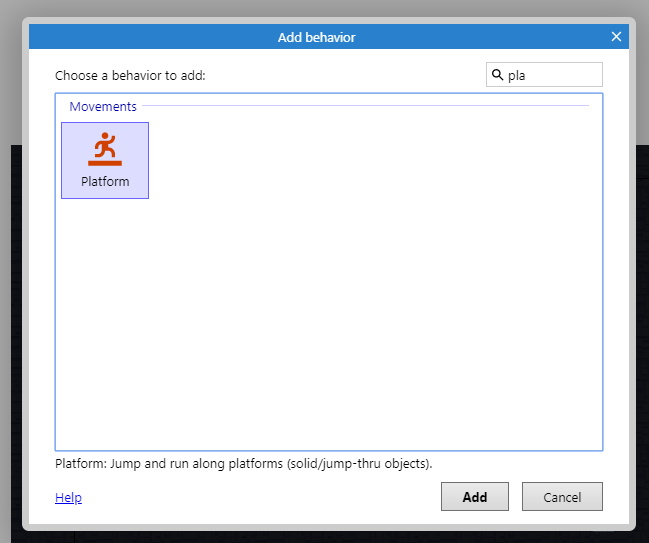 Add behavior
Choose a behavior to add:
pla
Movements
Platform
Platform: Jump and run along platforms (solid/jump-thru objects).
Help
Add
Cancel